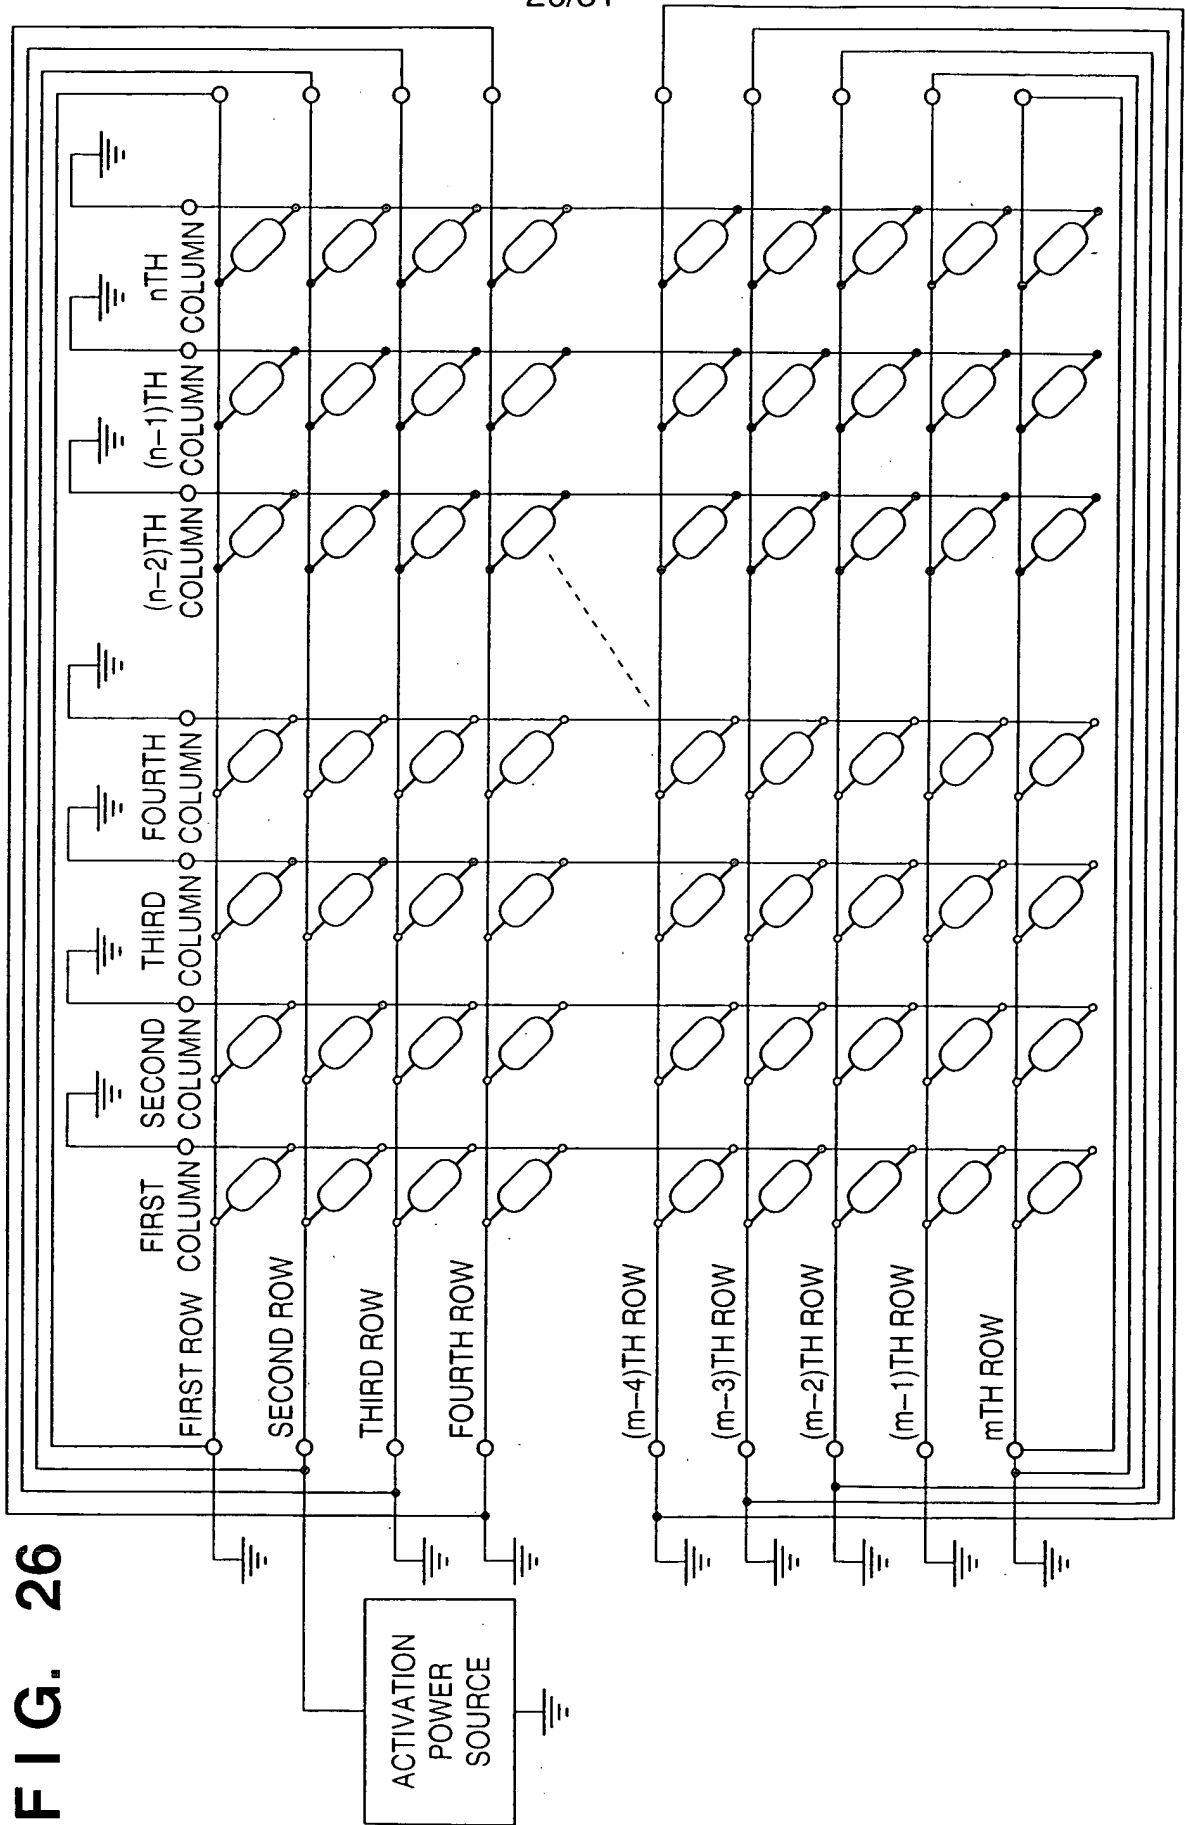 FIG. 26
FIRST
COLUMN
SECOND
COLUMN
THIRD
COLUMN
FOURTH
COLUMN
(n-2)TH
COLUMN
(n-1)TH
COLUMN
nTH
COLUMN
FIRST ROW
SECOND ROW
THIRD ROW
FOURTH ROW
(m-4)TH ROW
(m-3)TH ROW
(m-2)TH ROW
(m-1)TH ROW
mTH ROW
ACTIVATION
POWER
SOURCE